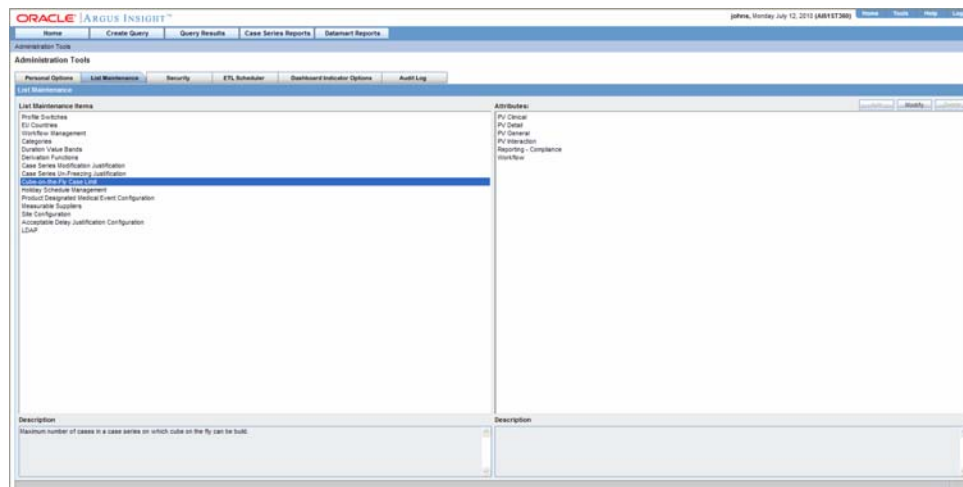 ORACLE ARGUS INSIGHT™
johns, Monday July 12, 2010 (AI81ST360) Home Tools Help Log
Home Create Query Query Results Case Series Reports Datamart Reports
Administration Tools
Administration Tools
Personal Options List Maintenance Security ETL Scheduler Dashboard Indicator Options Audit Log
List Maintenance
List Maintenance Items
Profile Switches
EU Countries
Workflow Management
Categories
Duration Value Bands
Derivation Functions
Case Series Modification Justification
Case Series Un-Freezing Justification
Cube-on-the Fly Case Limit
Holiday Schedule Management
Product Designated Medical Event Configuration
Measurable Suppliers
Site Configuration
Acceptable Delay Justification Configuration
LDAP
Attributes:
Add Modify Delete
PV Clinical
PV Detail
PV General
PV Interaction
Reporting - Compliance
Workflow
Description
Maximum number of cases in a case series on which cube on the fly can be build.
Description